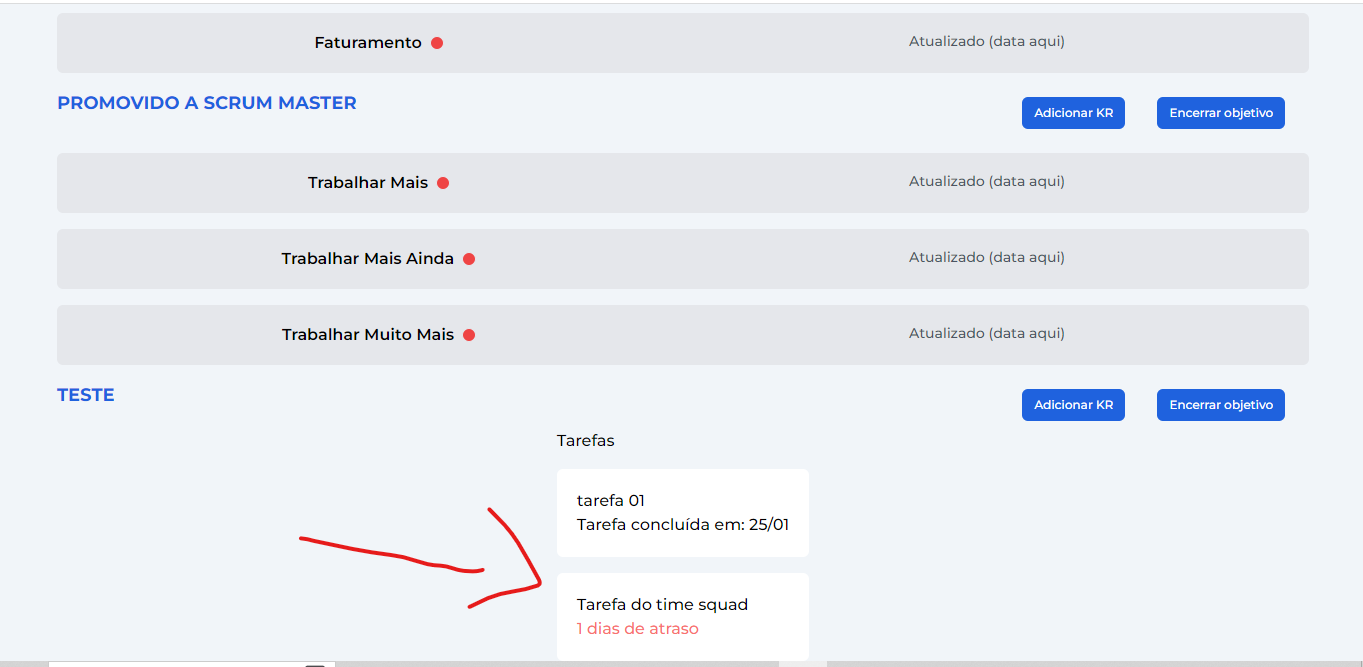 Faturamento
Atualizado (data aqui)
PROMOVIDO A SCRUM MASTER
Adicionar KR
Encerrar objetivo
Trabalhar Mais
Atualizado (data aqui)
Trabalhar Mais Ainda
Atualizado (data aqui)
Trabalhar Muito Mais
Atualizado (data aqui)
TESTE
Adicionar KR
Encerrar objetivo
Tarefas
tarefa 01
Tarefa concluída em: 25/01
Tarefa do time squad
1 dias de atraso